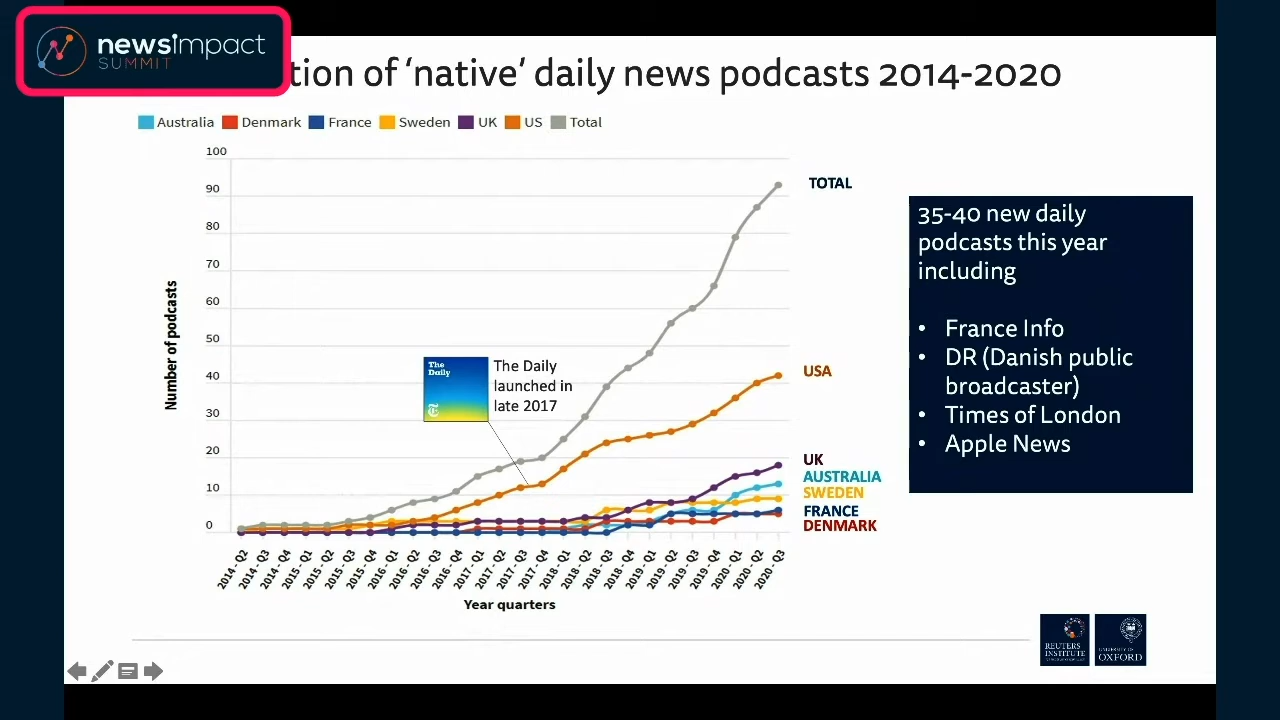 newsimpact
SUMMIT
tion of ‘native’ daily news podcasts 2014-2020
Australia Denmark France Sweden UK US Total
100
90
80
70
60
50
40
30
20
10
0
Number of podcasts
The Daily
The Daily launched in late 2017
TOTAL
USA
UK
AUSTRALIA
SWEDEN
FRANCE
DENMARK
2014 - Q2
2014 - Q3
2014 - Q4
2015 - Q1
2015 - Q2
2015 - Q3
2015 - Q4
2016 - Q1
2016 - Q2
2016 - Q3
2016 - Q4
2017 - Q1
2017 - Q2
2017 - Q3
2017 - Q4
2018 - Q1
2018 - Q2
2018 - Q3
2018 - Q4
2019 - Q1
2019 - Q2
2019 - Q3
2019 - Q4
2020 - Q1
2020 - Q2
2020 - Q3
Year quarters
35-40 new daily
podcasts this year
including
• France Info
• DR (Danish public
broadcaster)
• Times of London
• Apple News
REUTERS
INSTITUTE
UNIVERSITY OF
OXFORD